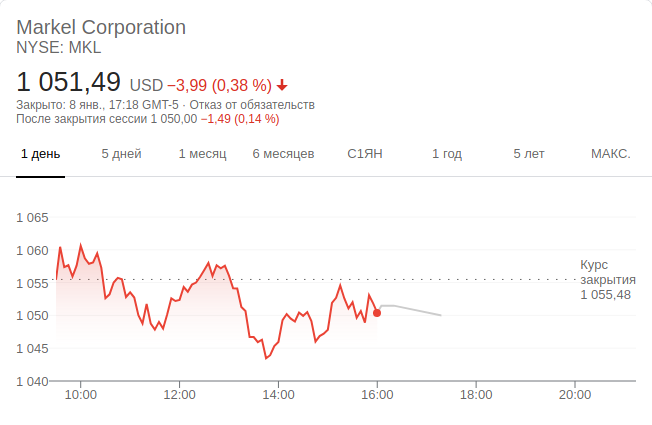 Markel Corporation
NYSE: MKL
1 051,49 USD −3,99 (0,38 %)
Закрыто: 8 янв., 17:18 GMT-5 · Отказ от обязательств
После закрытия сессии 1 050,00 −1,49 (0,14 %)
1 день 5 дней 1 месяц 6 месяцев С1ЯН 1 год 5 лет МАКС.
1 065
1 060
1 055
1 050
1 045
1 040
Курс
закрытия
1 055,48
10:00 12:00 14:00 16:00 18:00 20:00